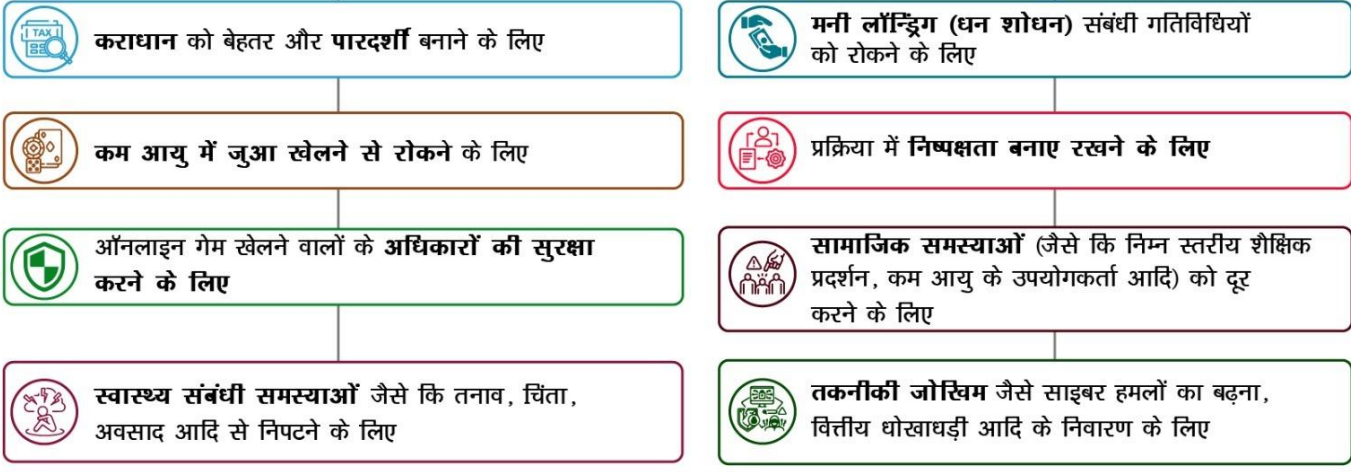 TAX
कराधान को बेहतर और पारदर्शी बनाने के लिए
मनी लॉन्ड्रिंग (धन शोधन) संबंधी गतिविधियों
को रोकने के लिए
कम आयु में जुआ खेलने से रोकने के लिए
प्रक्रिया में निष्पक्षता बनाए रखने के लिए
ऑनलाइन गेम खेलने वालों के अधिकारों की सुरक्षा
करने के लिए
सामाजिक समस्याओं (जैसे कि निम्न स्तरीय शैक्षिक
प्रदर्शन, कम आयु के उपयोगकर्ता आदि) को दूर
करने के लिए
स्वास्थ्य संबंधी समस्याओं जैसे कि तनाव, चिंता,
अवसाद आदि से निपटने के लिए
तकनीकी जोखिम जैसे साइबर हमलों का बढ़ना,
वित्तीय धोखाधड़ी आदि के निवारण के लिए